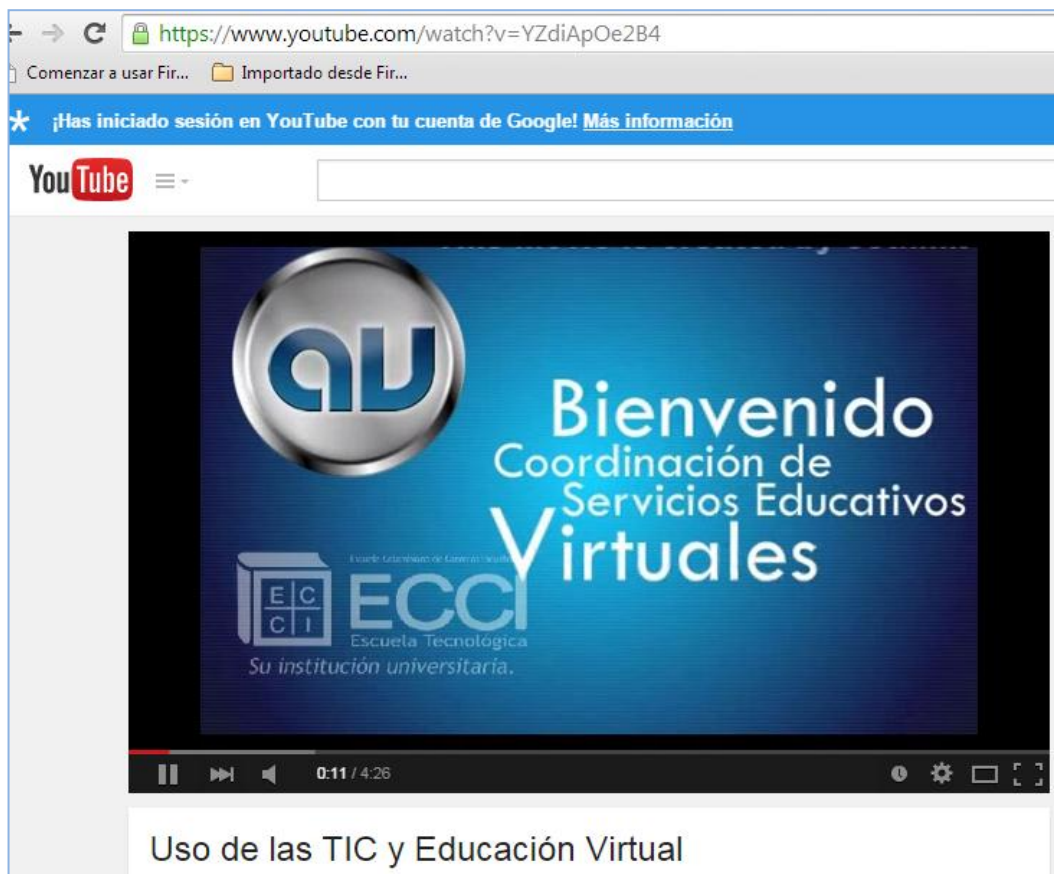 https://www.youtube.com/watch?v=YZdiApOe2B4
Comenzar a usar Fir... Importado desde Fir...
¡Has iniciado sesión en YouTube con tu cuenta de Google! Más información
YouTube
av
Bienvenido
Coordinación de
Servicios Educativos
Virtuales
E C
C I
ECCI
Escuela Tecnológica
Su institución universitaria.
0:11 / 4:26
Uso de las TIC y Educación Virtual